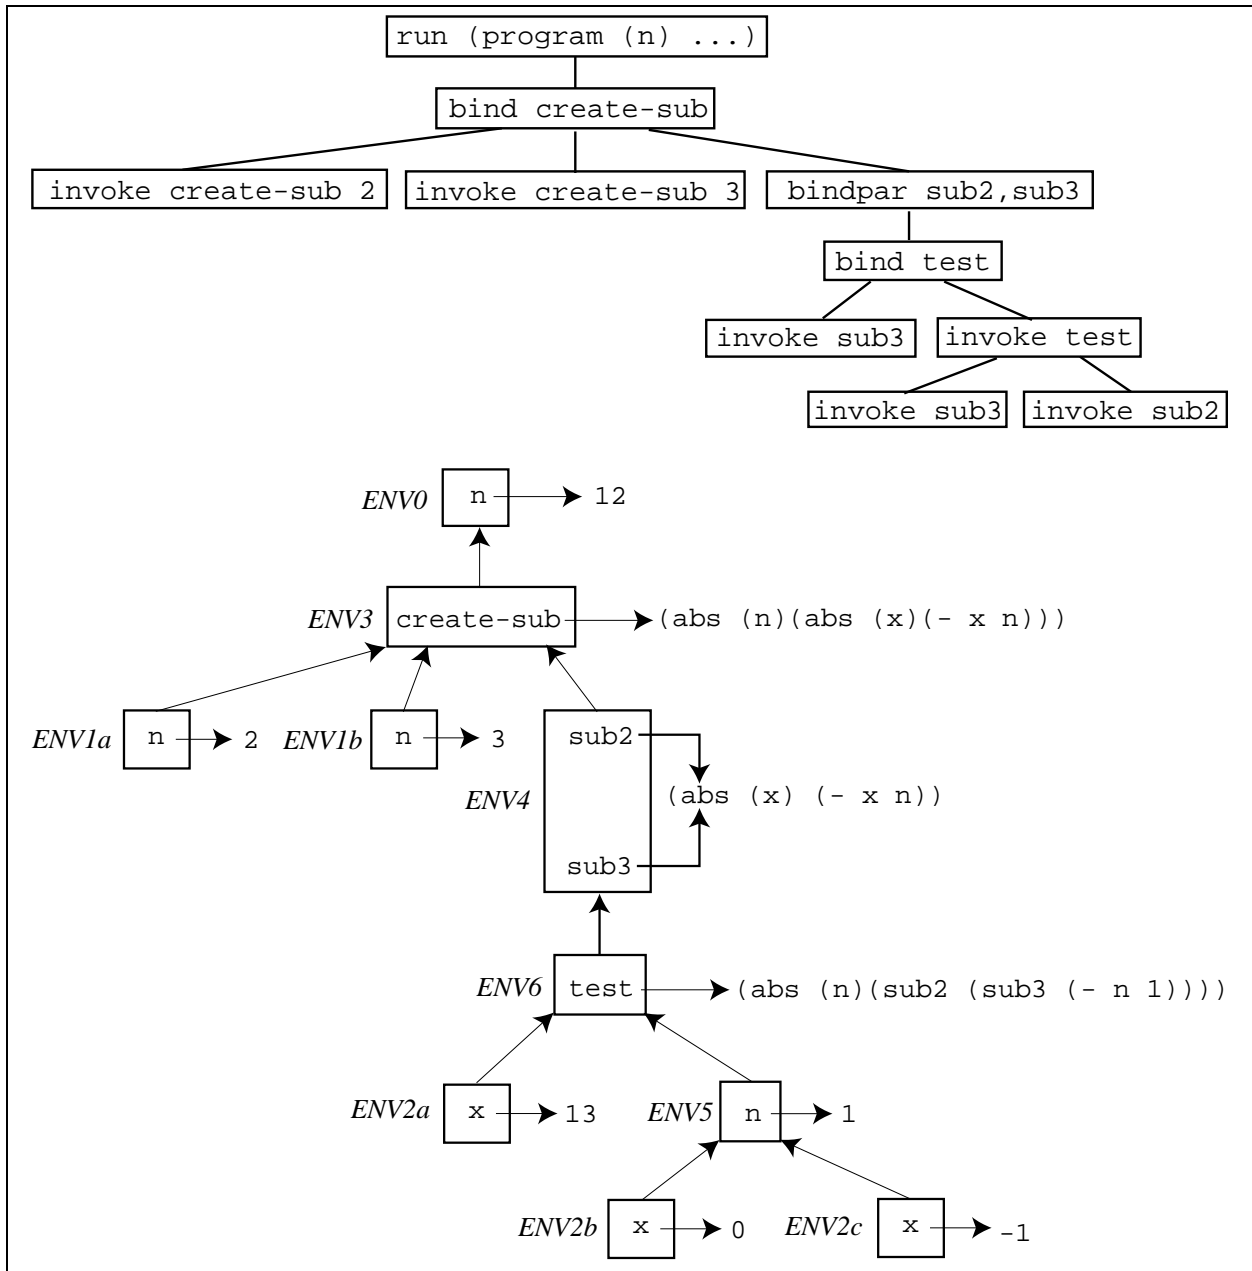 run (program (n) ...)
bind create-sub
invoke create-sub 2 invoke create-sub 3 bindpar sub2,sub3
bind test
invoke sub3 invoke test
invoke sub3 invoke sub2
ENV0 n 12
ENV3 create-sub (abs (n)(abs (x)(- x n)))
ENV1a n 2 ENV1b n 3 sub2
ENV4 (abs (x) (- x n))
sub3
ENV6 test (abs (n)(sub2 (sub3 (- n 1))))
ENV2a x 13 ENV5 n 1
ENV2b x 0 ENV2c x -1